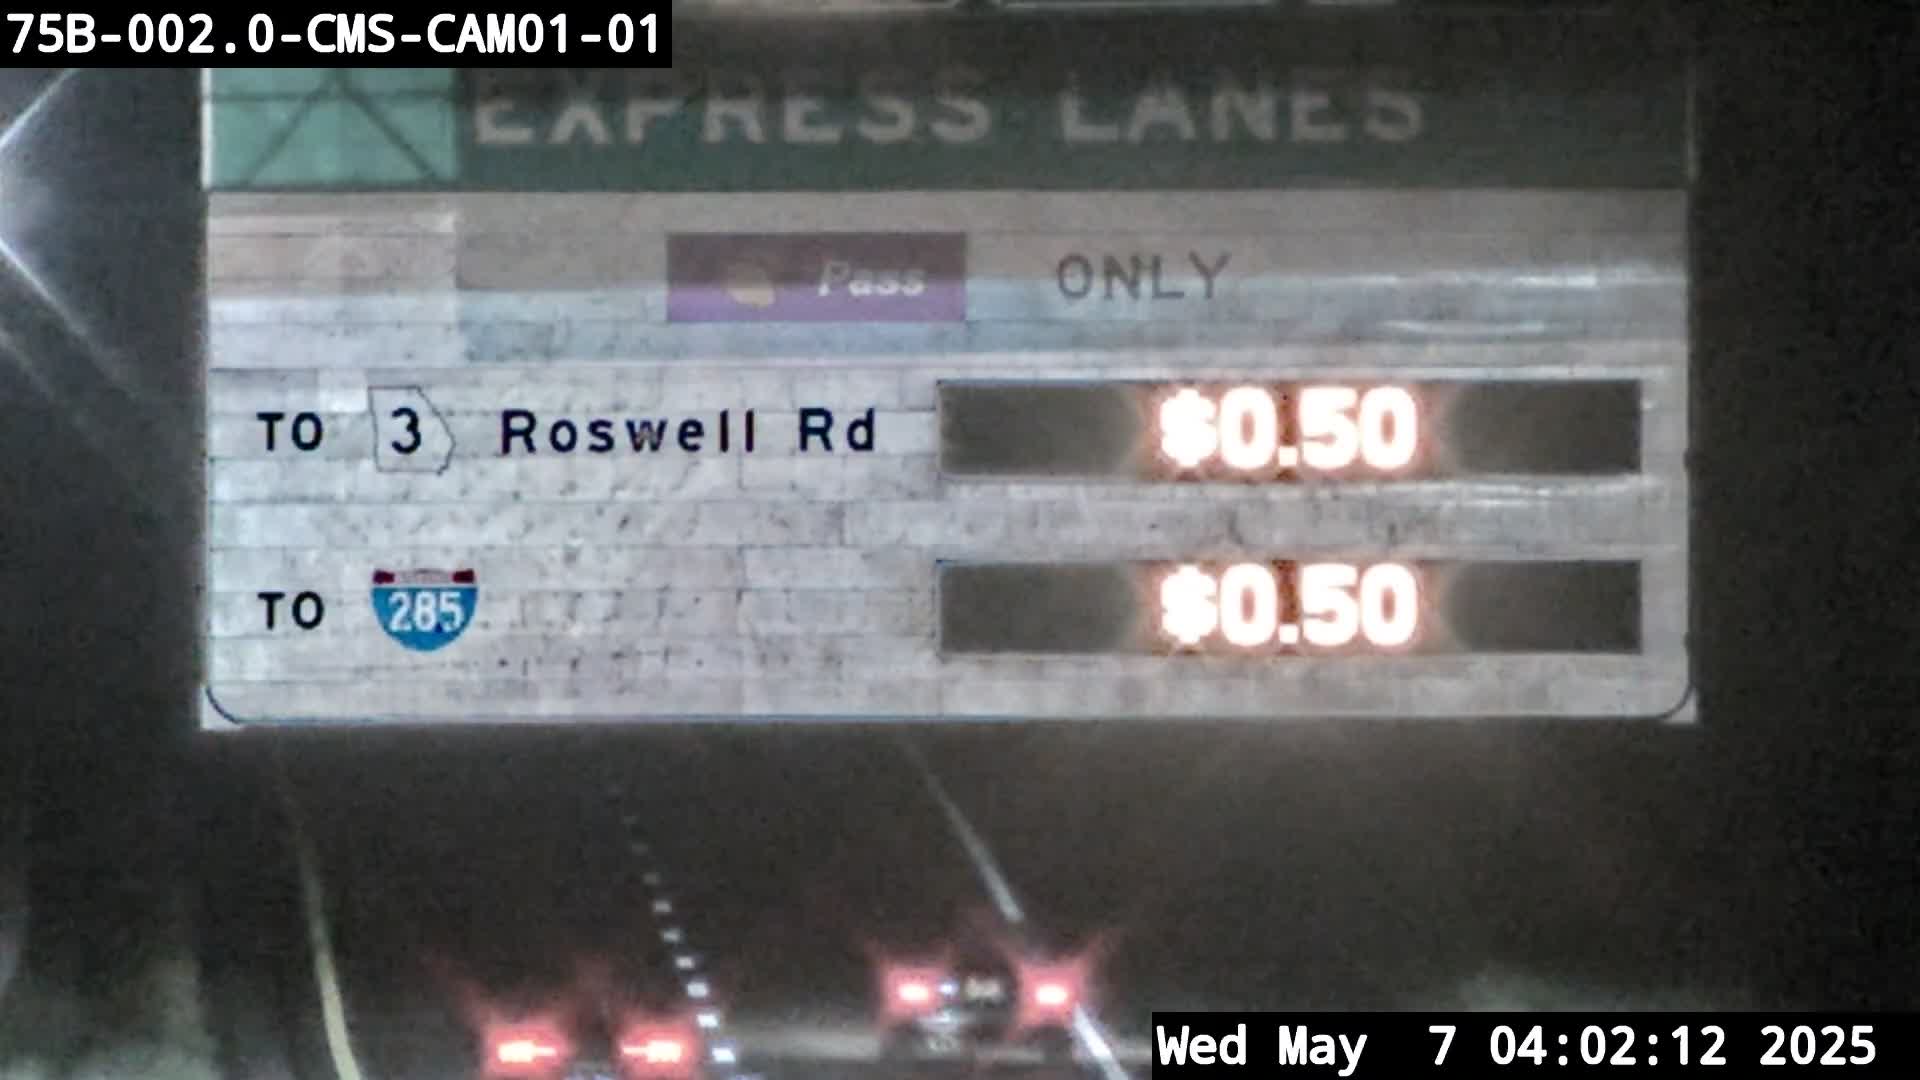 75B-002.0-CMS-CAM01-01
EXPRESS LANES
Pass ONLY
TO 3 Roswell Rd $0.50
TO 285 $0.50
Wed May 7 04:02:12 2025